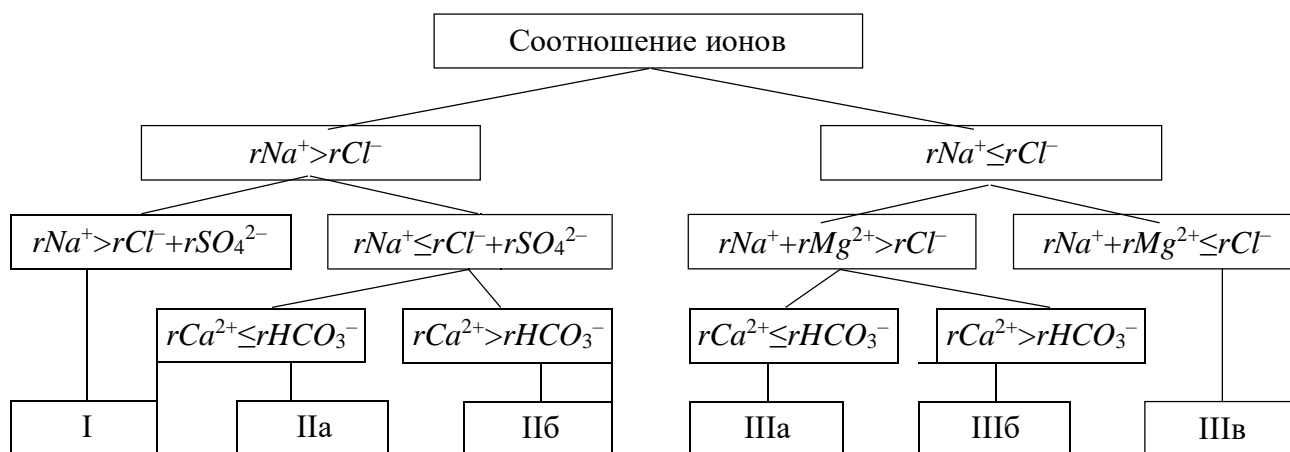 Соотношение ионов
rNa⁺>rCl⁻
rNa⁺≤rCl⁻
rNa⁺>rCl⁻+rSO₄²⁻
rNa⁺≤rCl⁻+rSO₄²⁻
rNa⁺+rMg²⁺>rCl⁻
rNa⁺+rMg²⁺≤rCl⁻
rCa²⁺≤rHCO₃⁻
rCa²⁺>rHCO₃⁻
rCa²⁺≤rHCO₃⁻
rCa²⁺>rHCO₃⁻
I
IIа
IIб
IIIа
IIIб
IIIв